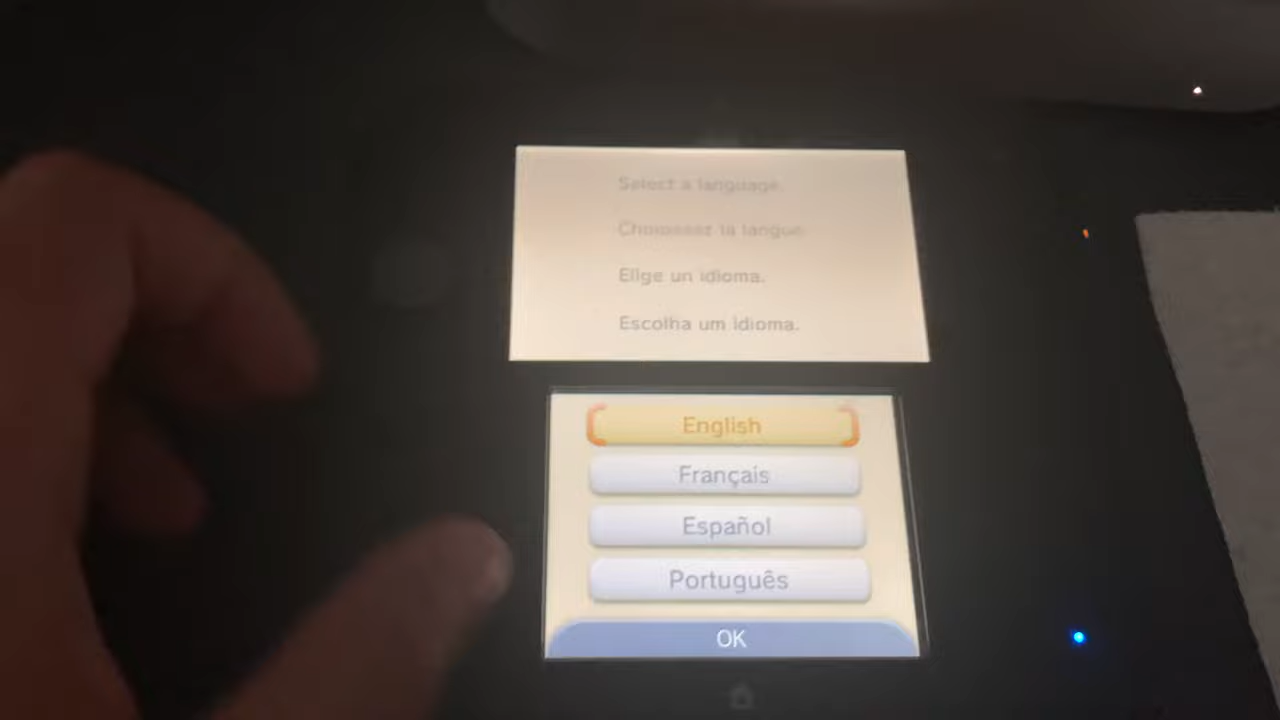 Select a language.
Choisissez la langue.
Elige un idioma.
Escolha um idioma.
English
Français
Español
Português
OK